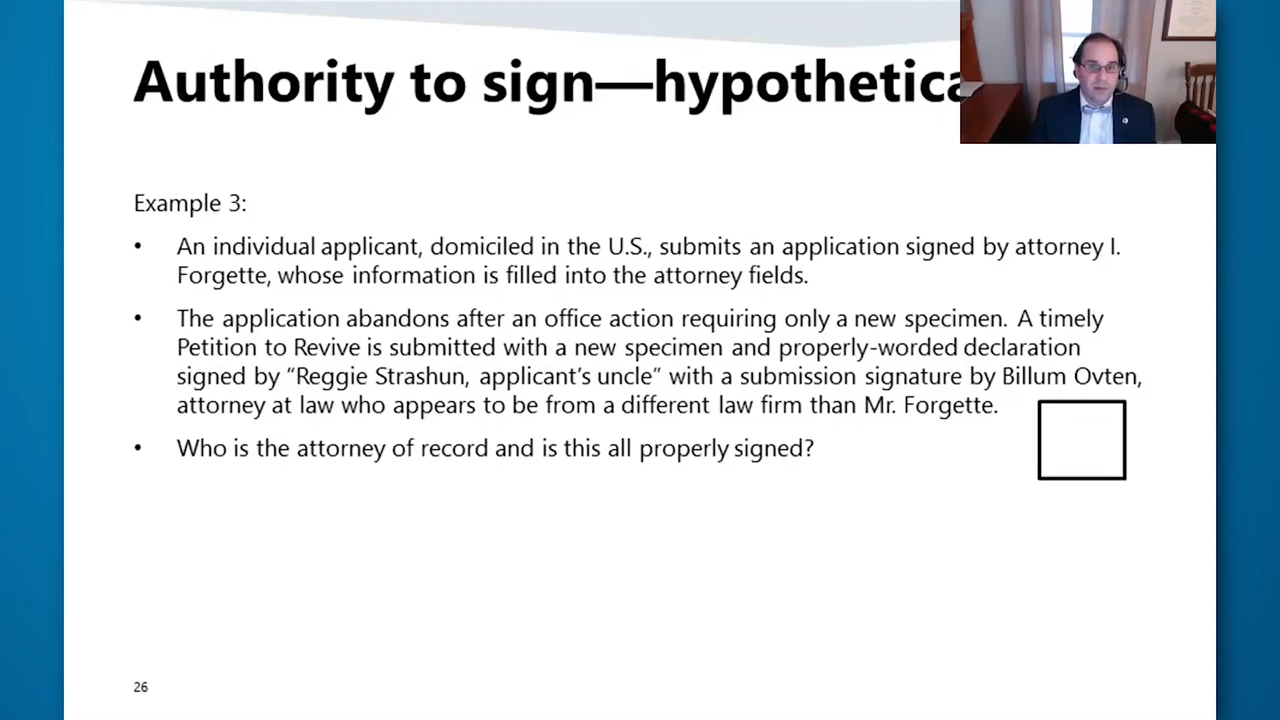 Authority to sign—hypothetica
Example 3:
• An individual applicant, domiciled in the U.S., submits an application signed by attorney I.
Forgette, whose information is filled into the attorney fields.
• The application abandons after an office action requiring only a new specimen. A timely
Petition to Revive is submitted with a new specimen and properly-worded declaration
signed by “Reggie Strashun, applicant’s uncle” with a submission signature by Billum Ovten,
attorney at law who appears to be from a different law firm than Mr. Forgette.
• Who is the attorney of record and is this all properly signed?
26